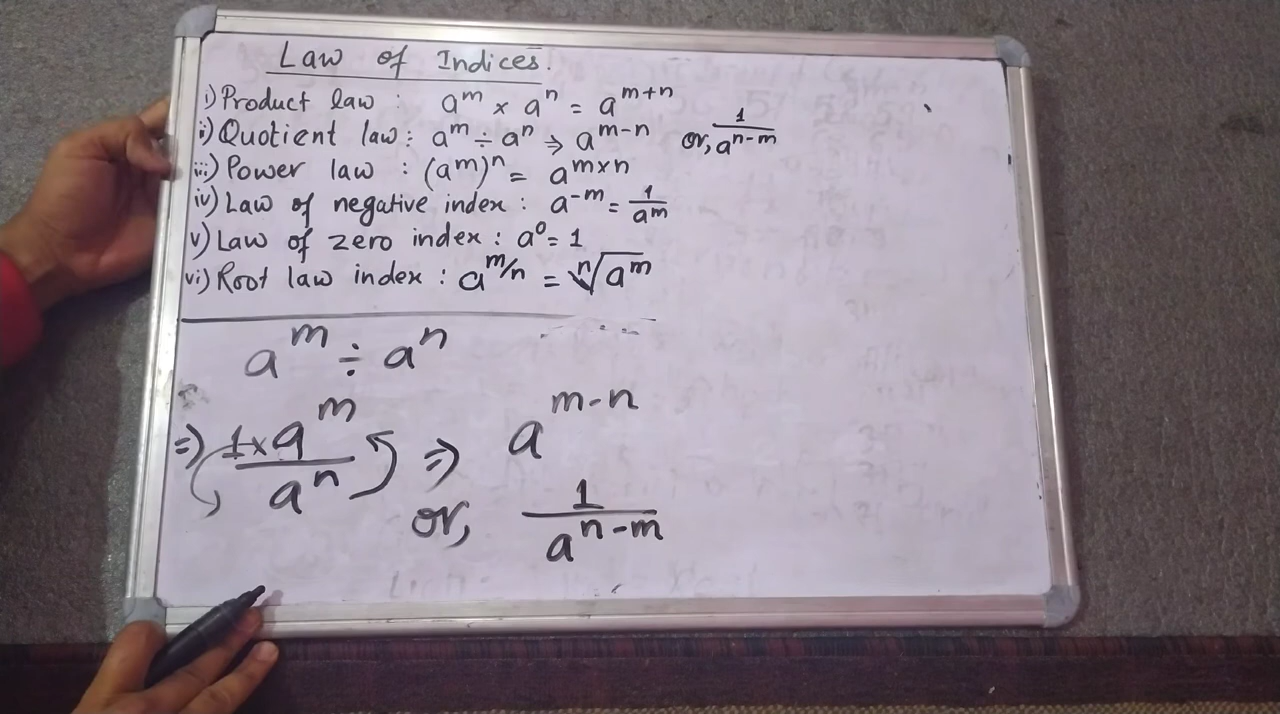 Law of Indices.
i) Product law : a^m × a^n = a^(m+n)
ii) Quotient law : a^m ÷ a^n ⇒ a^(m-n) or, 1/a^(n-m)
iii) Power law : (a^m)^n = a^(m×n)
iv) Law of negative index : a^(-m) = 1/a^m
v) Law of zero index : a^0 = 1
vi) Root law index : a^(m/n) = ⁿ√(a^m)
a^m ÷ a^n
⇒ (1 × a^m)/a^n ⇒ a^(m-n)
or, 1/a^(n-m)